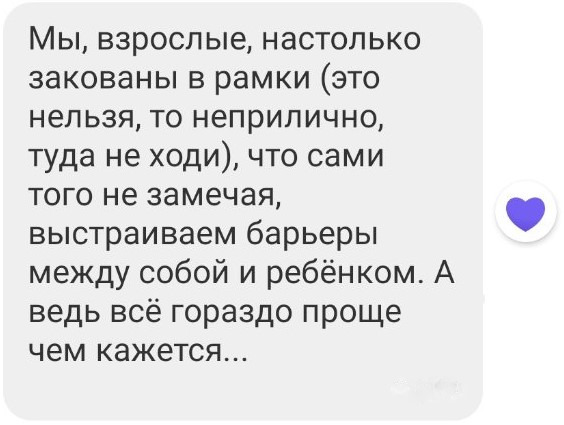 Мы, взрослые, настолько
закованы в рамки (это
нельзя, то неприлично,
туда не ходи), что сами
того не замечая,
выстраиваем барьеры
между собой и ребёнком. А
ведь всё гораздо проще
чем кажется...